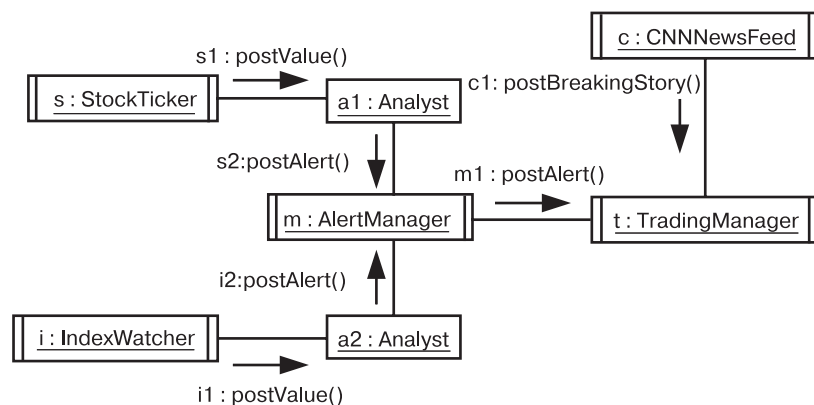 c : CNNNewsFeed
s1 : postValue()
c1: postBreakingStory()
s : StockTicker
a1 : Analyst
s2:postAlert()
m1 : postAlert()
m : AlertManager
t : TradingManager
i2:postAlert()
i : IndexWatcher
a2 : Analyst
i1 : postValue()